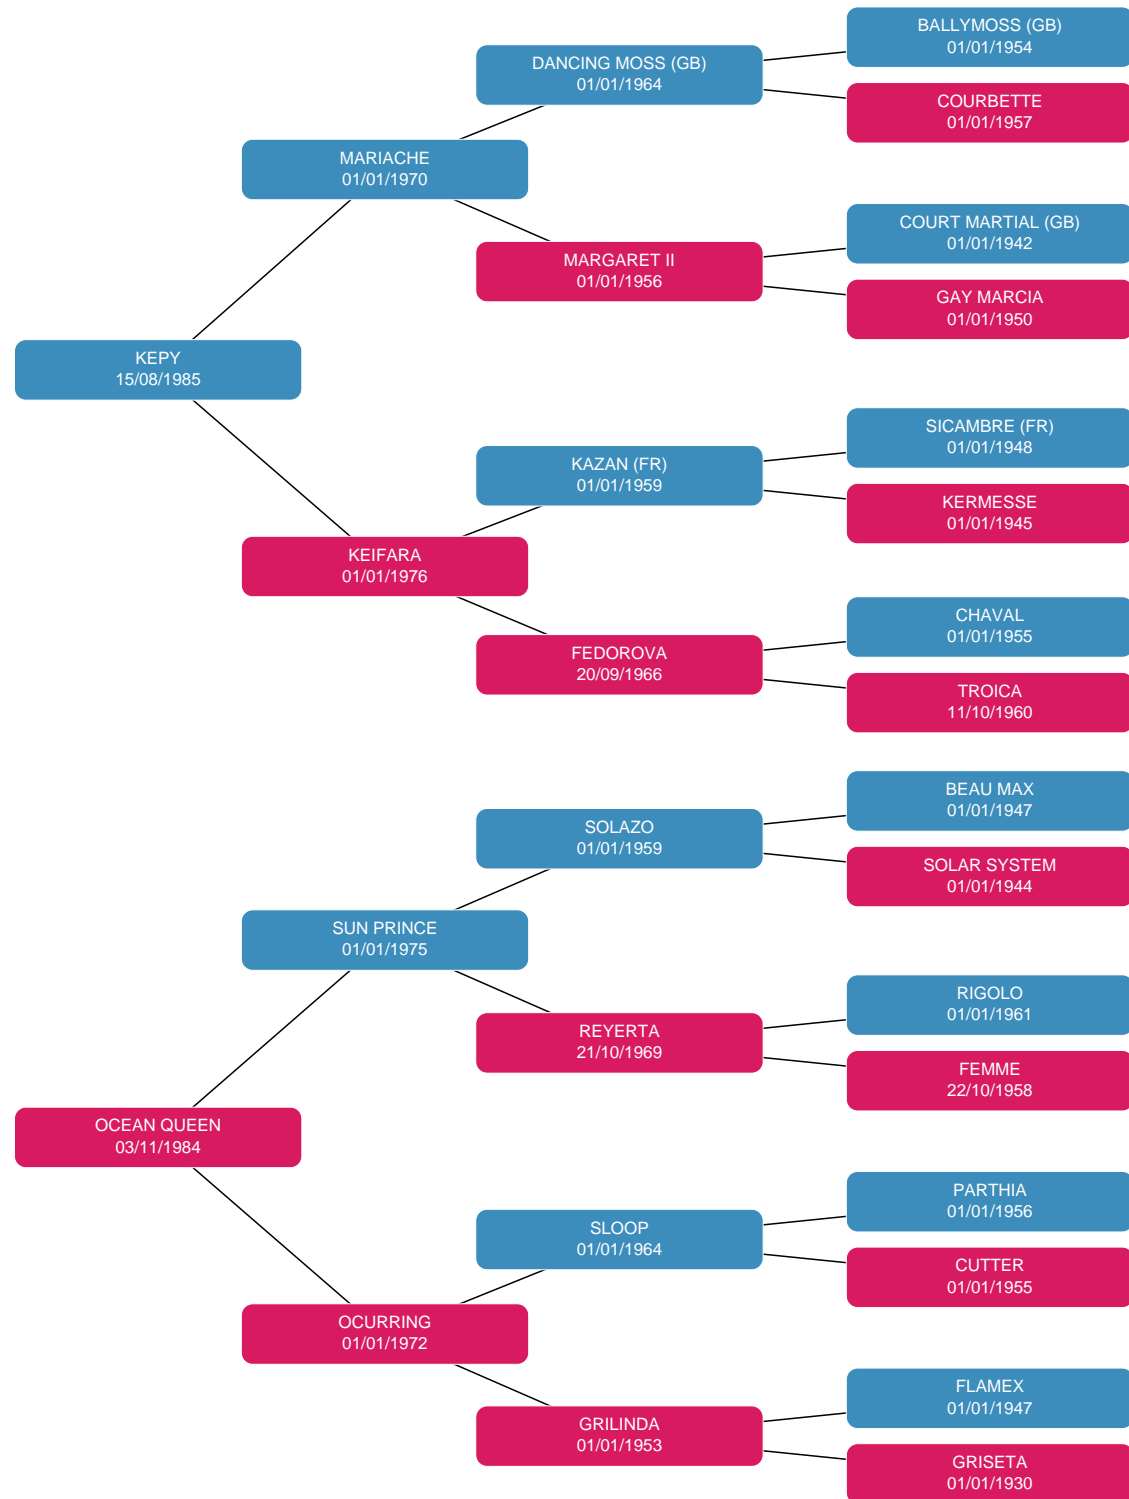 BALLYMOSS (GB)
01/01/1954
DANCING MOSS (GB)
01/01/1964
COURBETTE
01/01/1957
MARIACHE
01/01/1970
COURT MARTIAL (GB)
01/01/1942
MARGARET II
01/01/1956
GAY MARCIA
01/01/1950
KEPY
15/08/1985
SICAMBRE (FR)
01/01/1948
KAZAN (FR)
01/01/1959
KERMESSE
01/01/1945
KEIFARA
01/01/1976
CHAVAL
01/01/1955
FEDOROVA
20/09/1966
TROICA
11/10/1960
BEAU MAX
01/01/1947
SOLAZO
01/01/1959
SOLAR SYSTEM
01/01/1944
SUN PRINCE
01/01/1975
RIGOLO
01/01/1961
REYERTA
21/10/1969
FEMME
22/10/1958
OCEAN QUEEN
03/11/1984
PARTHIA
01/01/1956
SLOOP
01/01/1964
CUTTER
01/01/1955
OCURRING
01/01/1972
FLAMEX
01/01/1947
GRILINDA
01/01/1953
GRISETA
01/01/1930